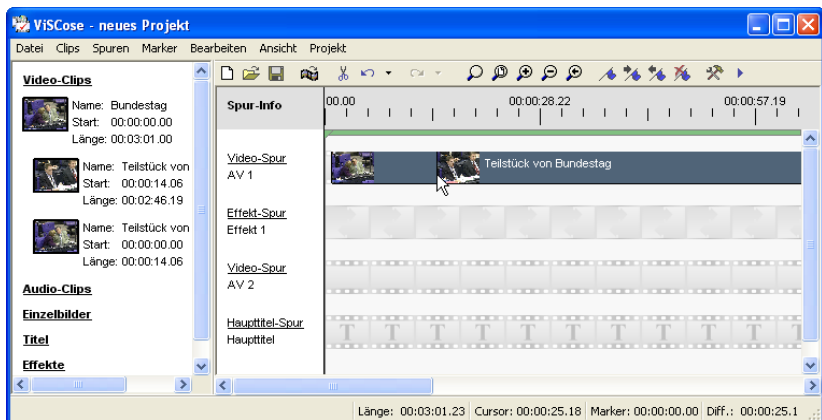 ViSCose - neues Projekt
Datei Clips Spuren Marker Bearbeiten Ansicht Projekt
Video-Clips
Name: Bundestag
Start: 00:00:00.00
Länge: 00:03:01.00
Name: Teilstück von
Start: 00:00:14.06
Länge: 00:02:46.19
Name: Teilstück von
Start: 00:00:00.00
Länge: 00:00:14.06
Audio-Clips
Einzelbilder
Titel
Effekte
Spur-Info
00.00 00:00:28.22 00:00:57.19
Video-Spur
AV 1
Teilstück von Bundestag
Effekt-Spur
Effekt 1
Video-Spur
AV 2
Haupttitel-Spur
Haupttitel
T T T T T T T T T T
Länge: 00:03:01.23 Cursor: 00:00:25.18 Marker: 00:00:00.00 Diff.: 00:00:25.1